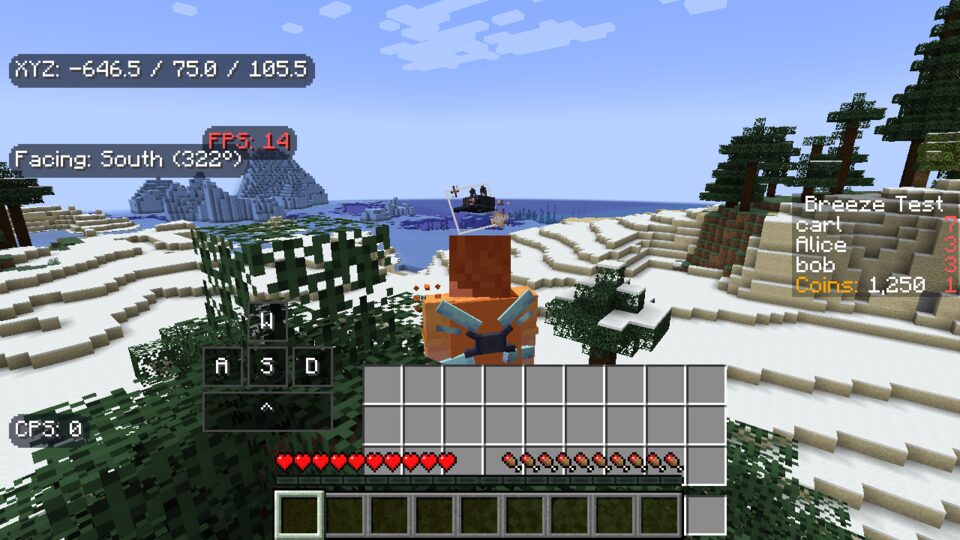 XYZ: -646.5 / 75.0 / 105.5
FPS: 14
Facing: South (322°)
Breeze Test
carl 7
Alice 3
bob 3
Coins: 1,250 1
W
A S D
^
CPS: 0